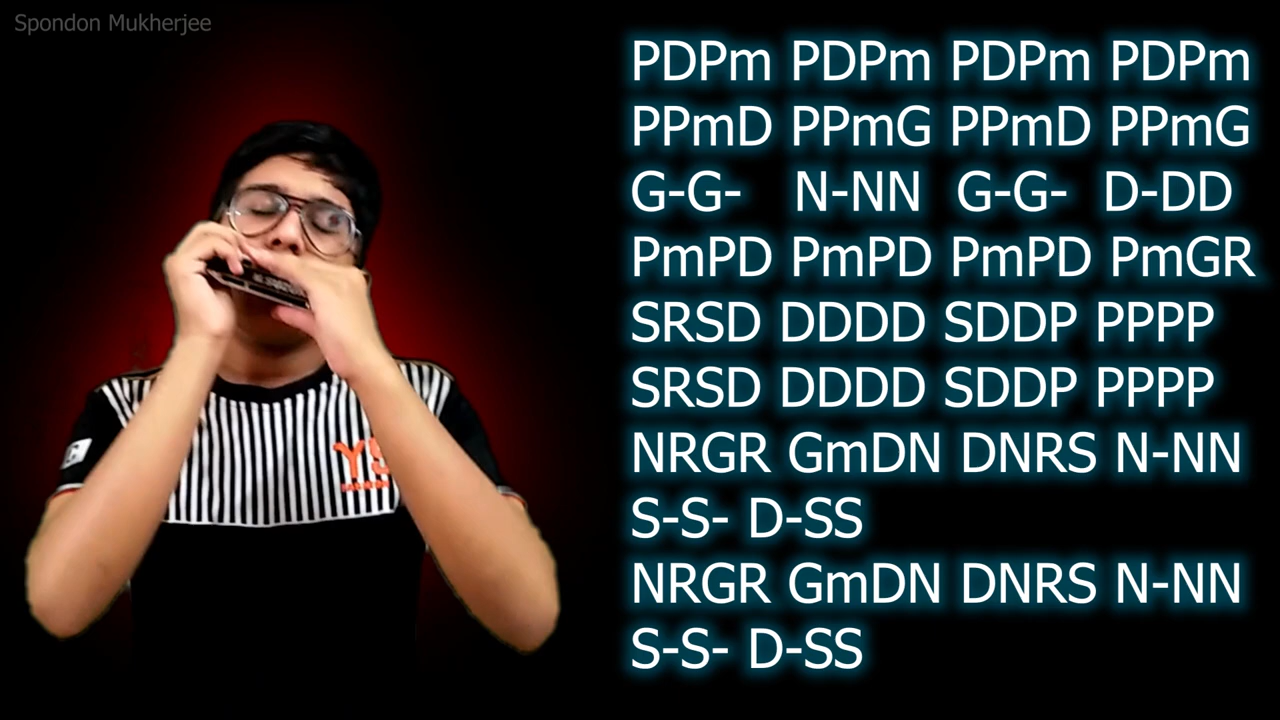 Spondon Mukherjee
PDPm PDPm PDPm PDPm
PPmD PPmG PPmD PPmG
G-G- N-NN G-G- D-DD
PmPD PmPD PmPD PmGR
SRSD DDDD SDDP PPPP
SRSD DDDD SDDP PPPP
NRGR GmDN DNRS N-NN
S-S- D-SS
NRGR GmDN DNRS N-NN
S-S- D-SS